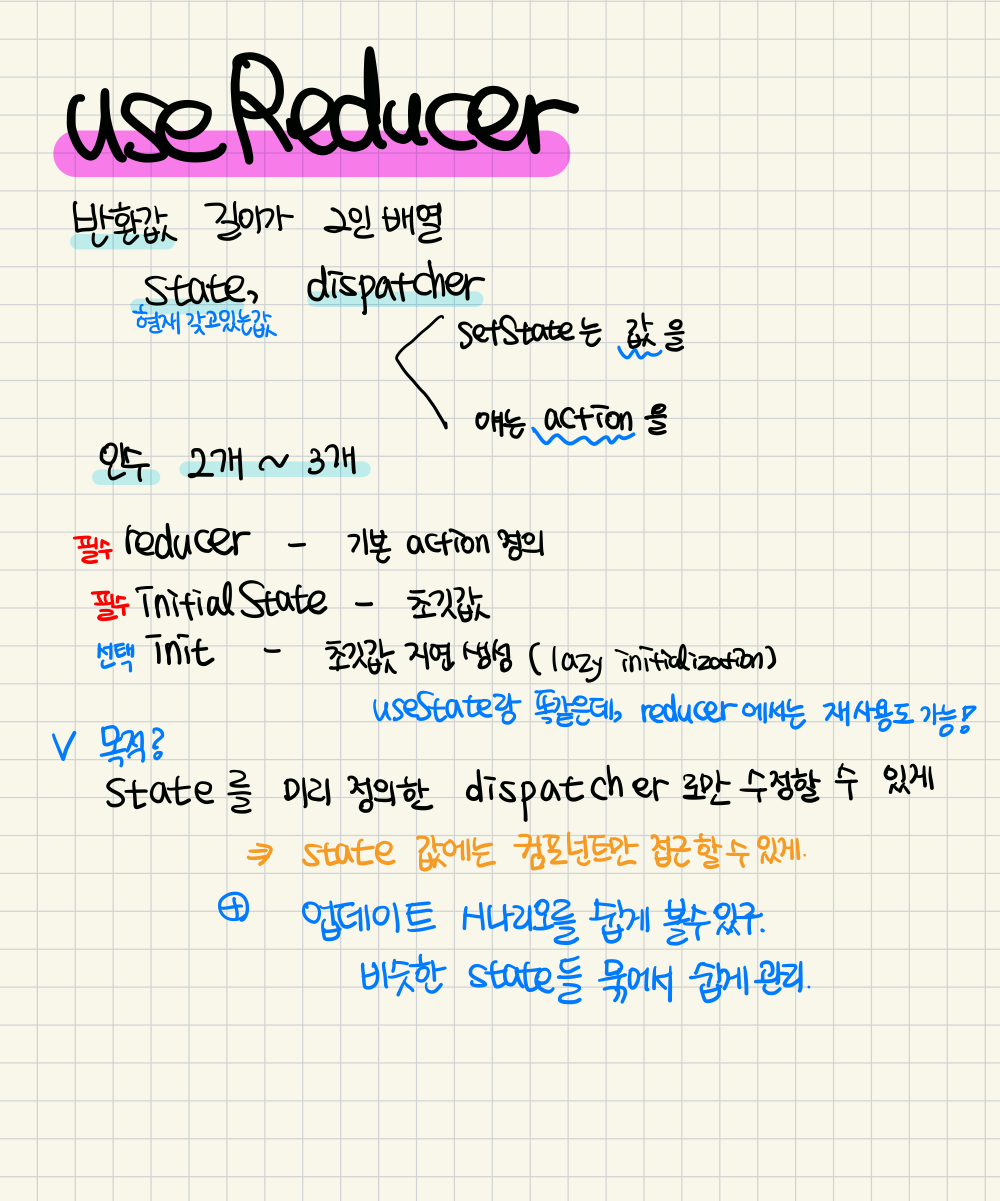 useReducer
반환값 길이가 2인 배열
state, dispatcher
현재 갖고있는값
setState는 값을
얘는 action을
인수 2개 ~ 3개
필수 reducer - 기본 action 정의
필수 initialState - 초깃값
선택 init - 초깃값 지연 생성 (lazy initialization)
useState랑 똑같은데, reducer에서는 재사용도 가능!
V 목적?
state를 미리 정의한 dispatcher로만 수정할 수 있게
⇒ state 값에는 컴포넌트만 접근할 수 있게.
⊕ 업데이트 시나리오를 쉽게 볼수있구.
비슷한 state들 묶어서 쉽게 관리.